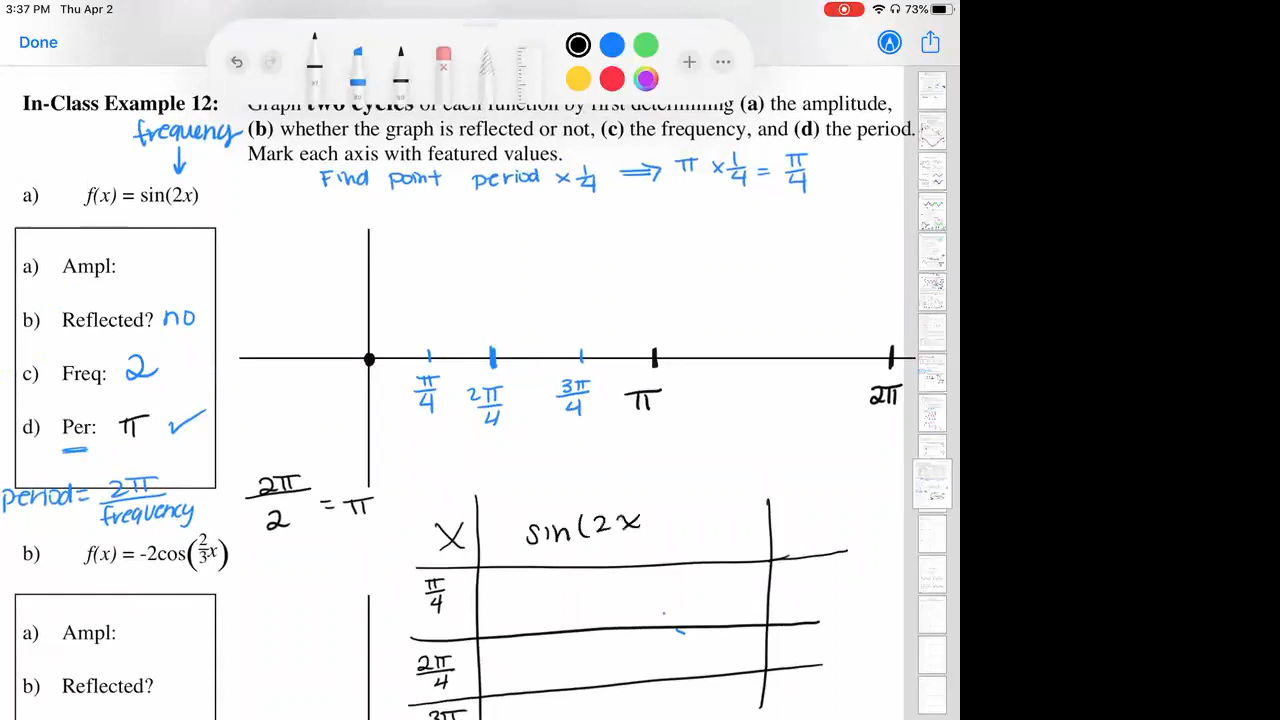 3:37 PM Thu Apr 2
73%
Done
In-Class Example 12: Graph two cycles of each function by first determining (a) the amplitude,
(b) whether the graph is reflected or not, (c) the frequency, and (d) the period.
Mark each axis with featured values.
frequency
↓
Find point period × 1/4 ⟹ π × 1/4 = π/4
a) f(x) = sin(2x)
a) Ampl:
b) Reflected? no
c) Freq: 2
d) Per: π ✓
π/4 2π/4 3π/4 π 2π
period = 2π/frequency
2π/2 = π
X sin(2x
π/4
2π/4
3π
b) f(x) = -2cos(2/3x)
a) Ampl:
b) Reflected?